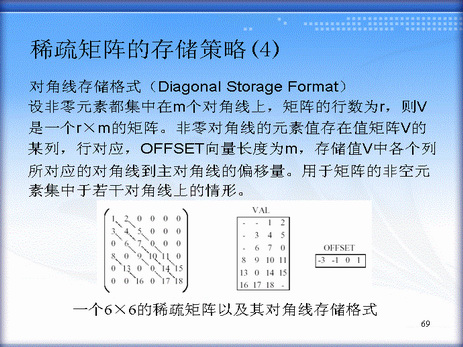 稀疏矩阵的存储策略(4)
对角线存储格式（Diagonal Storage Format）
设非零元素都集中在m个对角线上，矩阵的行数为r，则V
是一个r×m的矩阵。非零对角线的元素值存在值矩阵V的
某列，行对应，OFFSET向量长度为m，存储值V中各个列
所对应的对角线到主对角线的偏移量。用于矩阵的非空元
素集中于若干对角线上的情形。
1 2 0 0 0 0
3 4 5 0 0 0
0 6 7 0 0 0
8 0 9 10 11 0
0 13 0 0 14 15
0 0 16 0 17 18
VAL
- - 1 2
- 3 4 5
- 6 7 0
8 9 10 11
13 0 14 15
16 17 18 -
OFFSET
-3 -1 0 1
一个6×6的稀疏矩阵以及其对角线存储格式
69